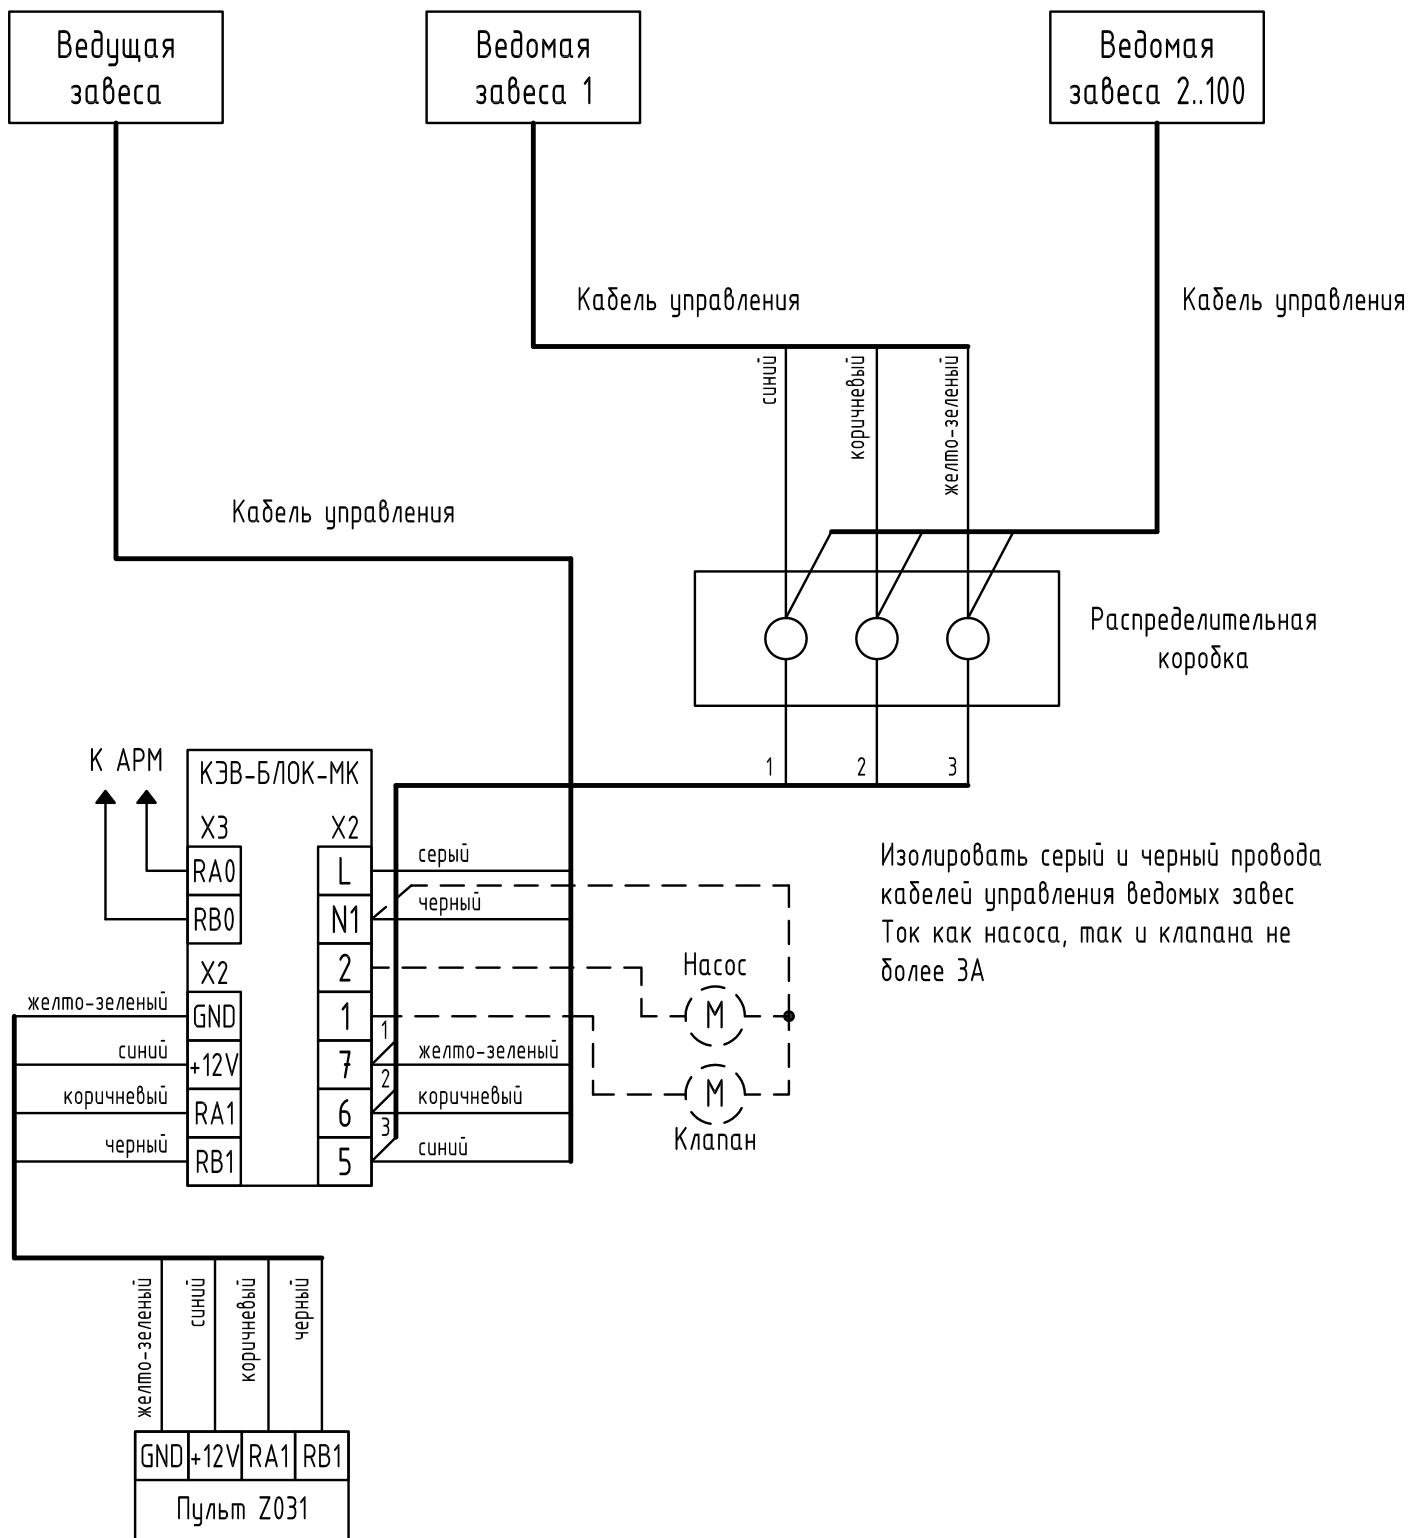 Ведущая
завеса
Ведомая
завеса 1
Ведомая
завеса 2..100
Кабель управления
Кабель управления
синий
коричневый
желто-зеленый
Кабель управления
Распределительная
коробка
1
2
3
К АРМ
КЭВ-БЛОК-МК
X3
X2
RA0
RB0
X2
GND
+12V
RA1
RB1
L
N1
2
1
7
6
5
серый
черный
1
желто-зеленый
2
коричневый
3
синий
Насос
М
М
Клапан
Изолировать серый и черный провода
кабелей управления ведомых завес
Ток как насоса, так и клапана не
более 3А
желто-зеленый
синий
коричневый
черный
желто-зеленый
синий
коричневый
черный
GND
+12V
RA1
RB1
Пульт Z031